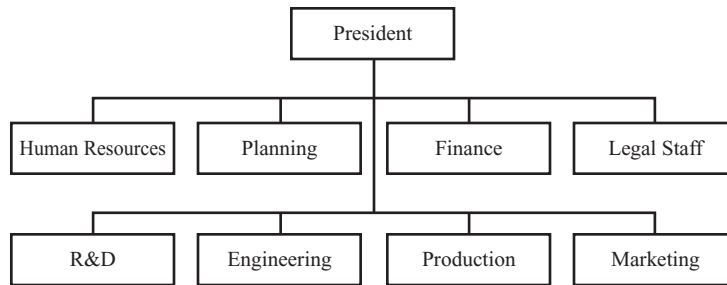 President
Human Resources
Planning
Finance
Legal Staff
R&D
Engineering
Production
Marketing